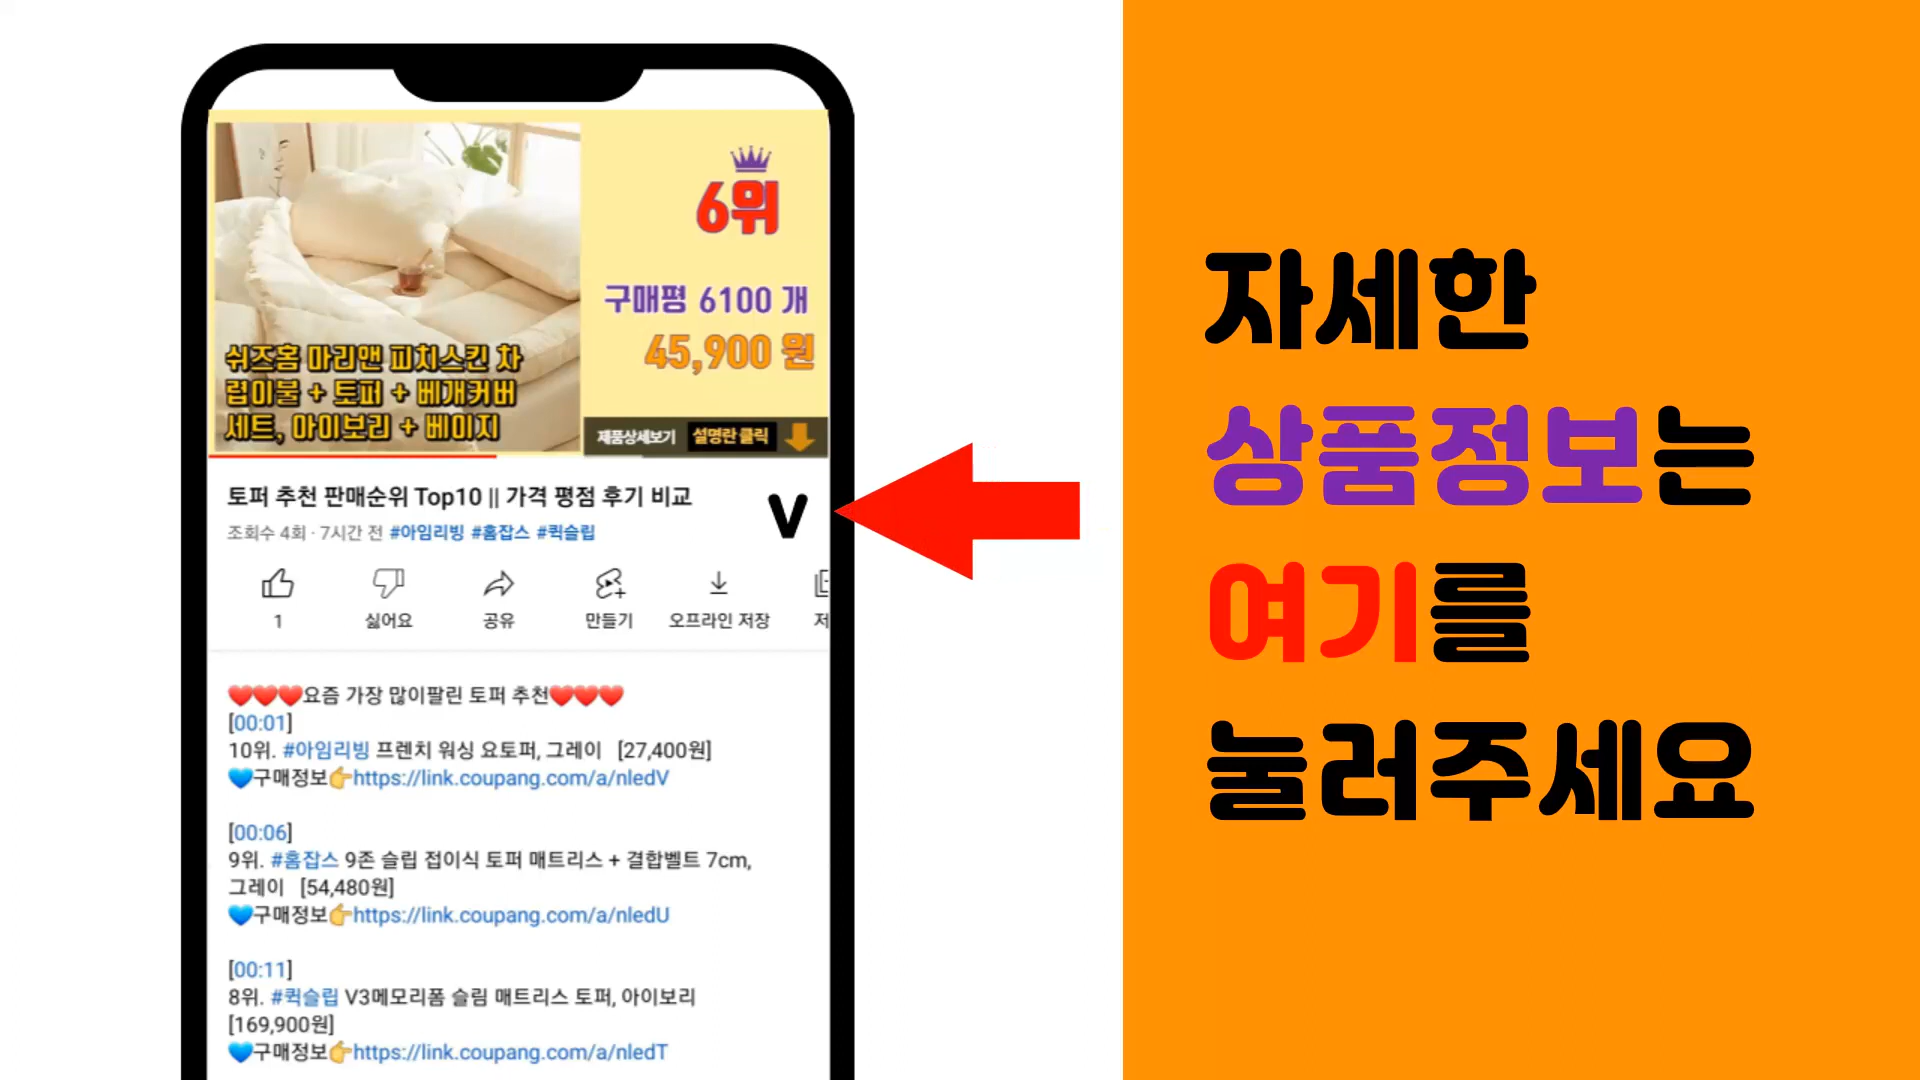 6위
구매평 6100 개
45,900 원
쉬즈홈 마리앤 피치스킨 차
렵이불 + 토퍼 + 베개커버
세트, 아이보리 + 베이지
제품상세보기 설명란 클릭
토퍼 추천 판매순위 Top10 || 가격 평점 후기 비교
V
조회수 4회 · 7시간 전 #아임리빙 #홈잡스 #퀵슬립
1 싫어요 공유 만들기 오프라인 저장 저
❤️❤️❤️요즘 가장 많이팔린 토퍼 추천❤️❤️❤️
[00:01]
10위. #아임리빙 프렌치 워싱 요토퍼, 그레이 [27,400원]
💙구매정보👉https://link.coupang.com/a/nledV
[00:06]
9위. #홈잡스 9존 슬립 접이식 토퍼 매트리스 + 결합벨트 7cm,
그레이 [54,480원]
💙구매정보👉https://link.coupang.com/a/nledU
[00:11]
8위. #퀵슬립 V3메모리폼 슬림 매트리스 토퍼, 아이보리
[169,900원]
💙구매정보👉https://link.coupang.com/a/nledT
자세한
상품정보는
여기를
눌러주세요